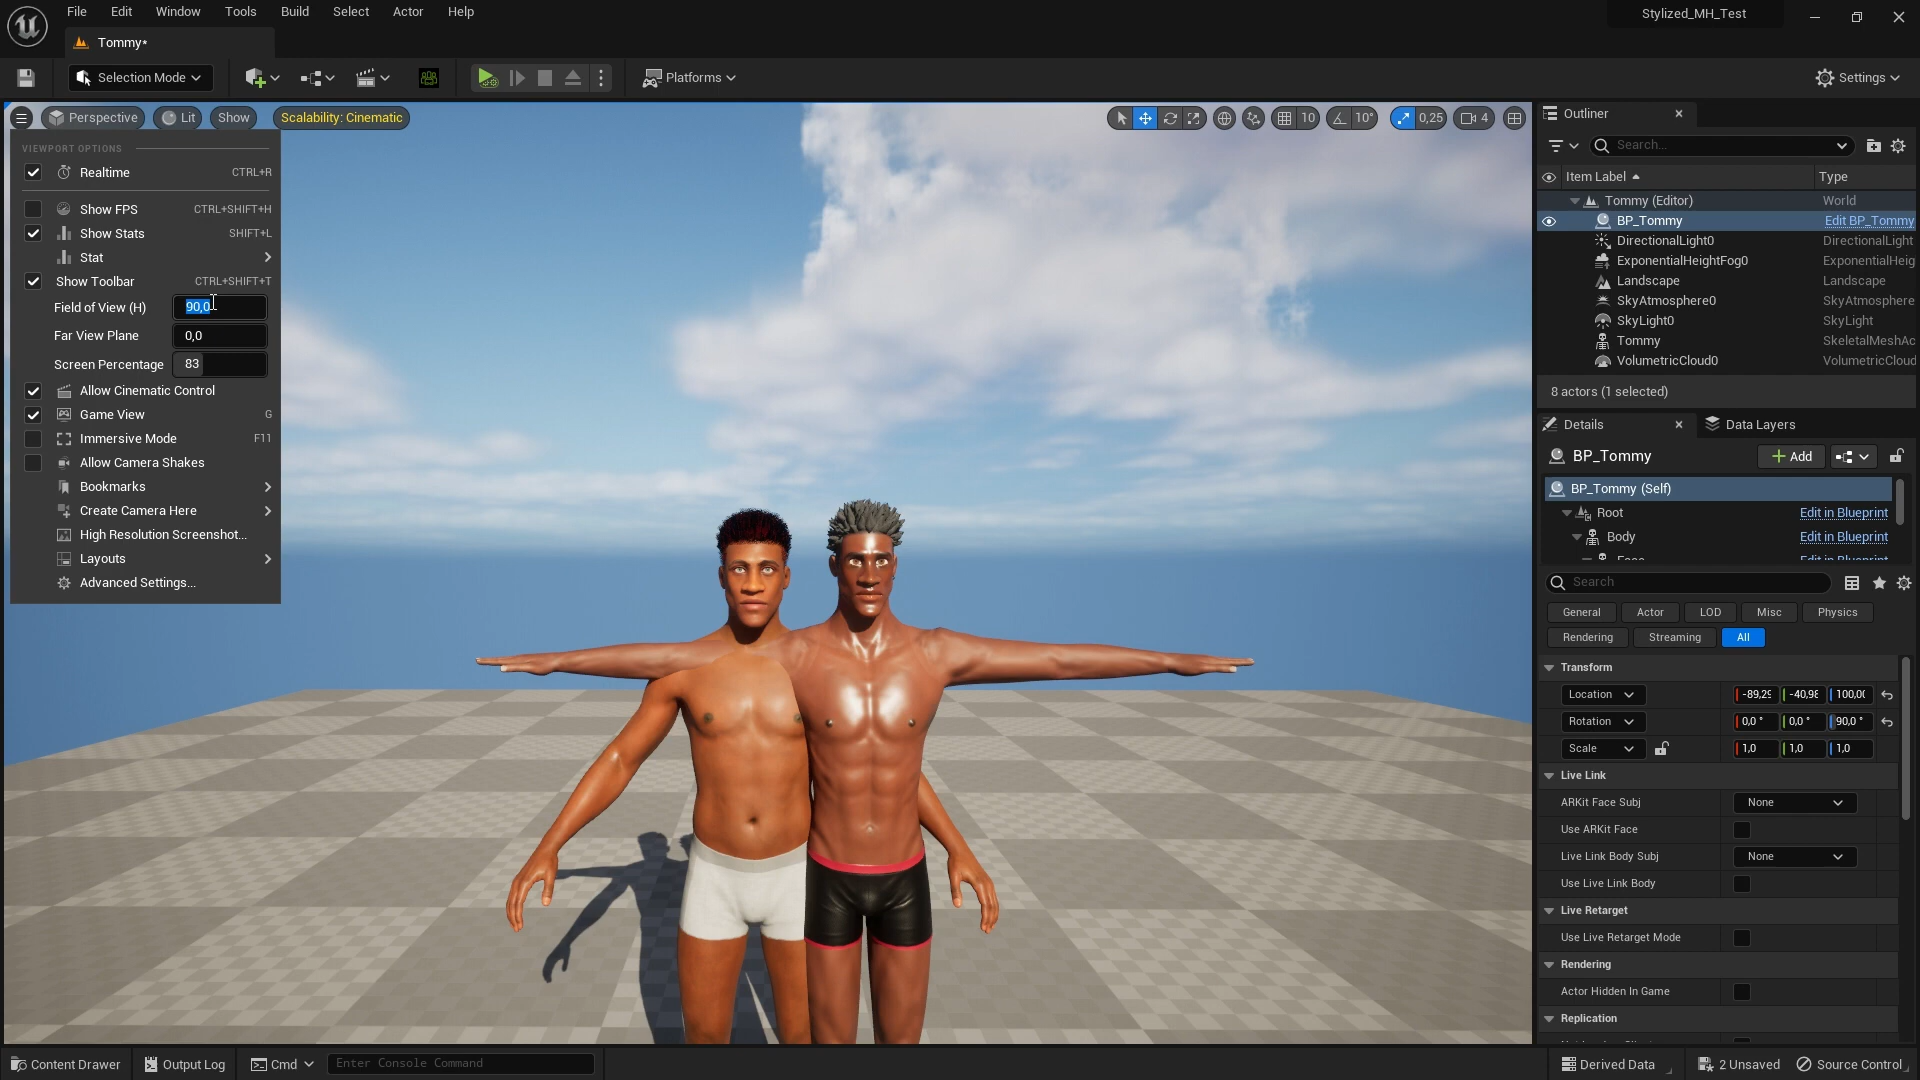 File Edit Window Tools Build Select Actor Help
Stylized_MH_Test
Tommy*
Selection Mode
Platforms
Settings
Perspective Lit Show Scalability: Cinematic
10 10° 0,25 4
VIEWPORT OPTIONS
Realtime CTRL+R
Show FPS CTRL+SHIFT+H
Show Stats SHIFT+L
Stat
Show Toolbar CTRL+SHIFT+T
Field of View (H) 90,0
Far View Plane 0,0
Screen Percentage 83
Allow Cinematic Control
Game View G
Immersive Mode F11
Allow Camera Shakes
Bookmarks
Create Camera Here
High Resolution Screenshot...
Layouts
Advanced Settings...
Outliner
Search...
Item Label Type
Tommy (Editor) World
BP_Tommy Edit BP_Tommy
DirectionalLight0 DirectionalLight
ExponentialHeightFog0 ExponentialHeig
Landscape Landscape
SkyAtmosphere0 SkyAtmosphere
SkyLight0 SkyLight
Tommy SkeletalMeshAc
VolumetricCloud0 VolumetricCloud
8 actors (1 selected)
Details Data Layers
BP_Tommy Add
BP_Tommy (Self)
Root Edit in Blueprint
Body Edit in Blueprint
Search
General Actor LOD Misc Physics
Rendering Streaming All
Transform
Location -89,29 -40,98 100,00
Rotation 0,0 ° 0,0 ° 90,0 °
Scale 1,0 1,0 1,0
Live Link
ARKit Face Subj None
Use ARKit Face
Live Link Body Subj None
Use Live Link Body
Live Retarget
Use Live Retarget Mode
Rendering
Actor Hidden In Game
Replication
Content Drawer Output Log Cmd Enter Console Command
Derived Data 2 Unsaved Source Control